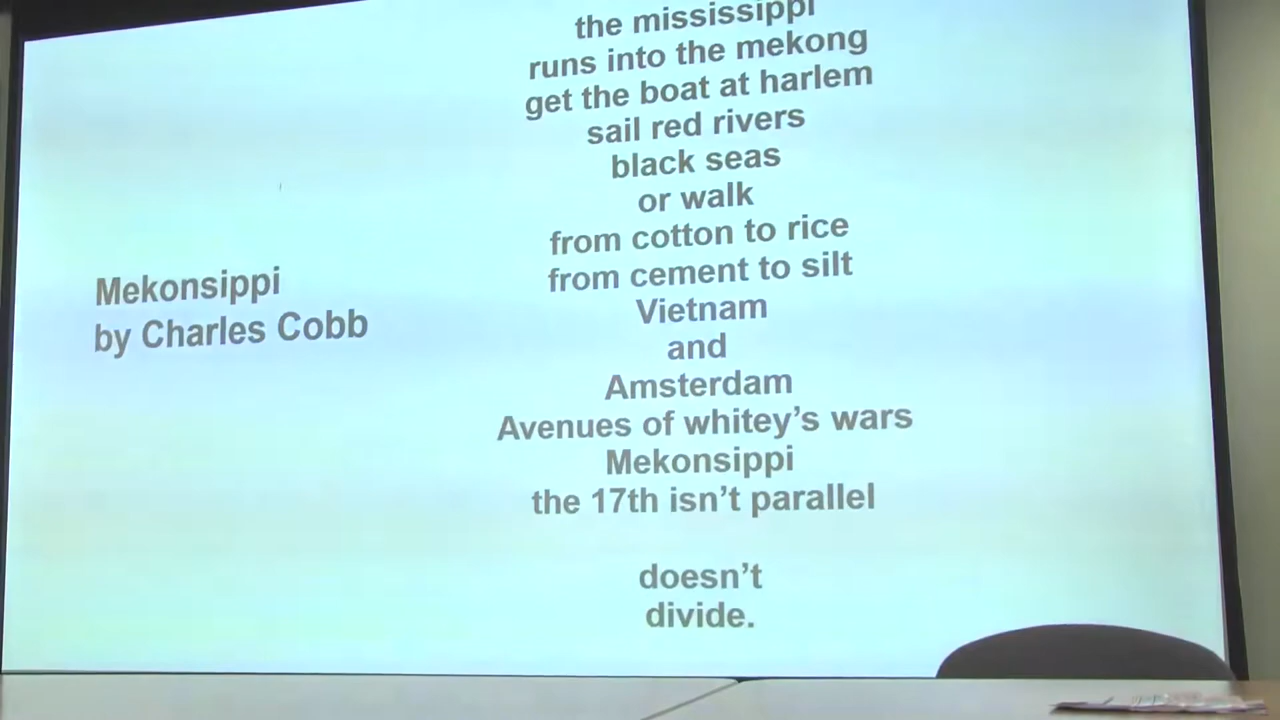 Mekonsippi
by Charles Cobb
the mississippi
runs into the mekong
get the boat at harlem
sail red rivers
black seas
or walk
from cotton to rice
from cement to silt
Vietnam
and
Amsterdam
Avenues of whitey's wars
Mekonsippi
the 17th isn't parallel
doesn't
divide.